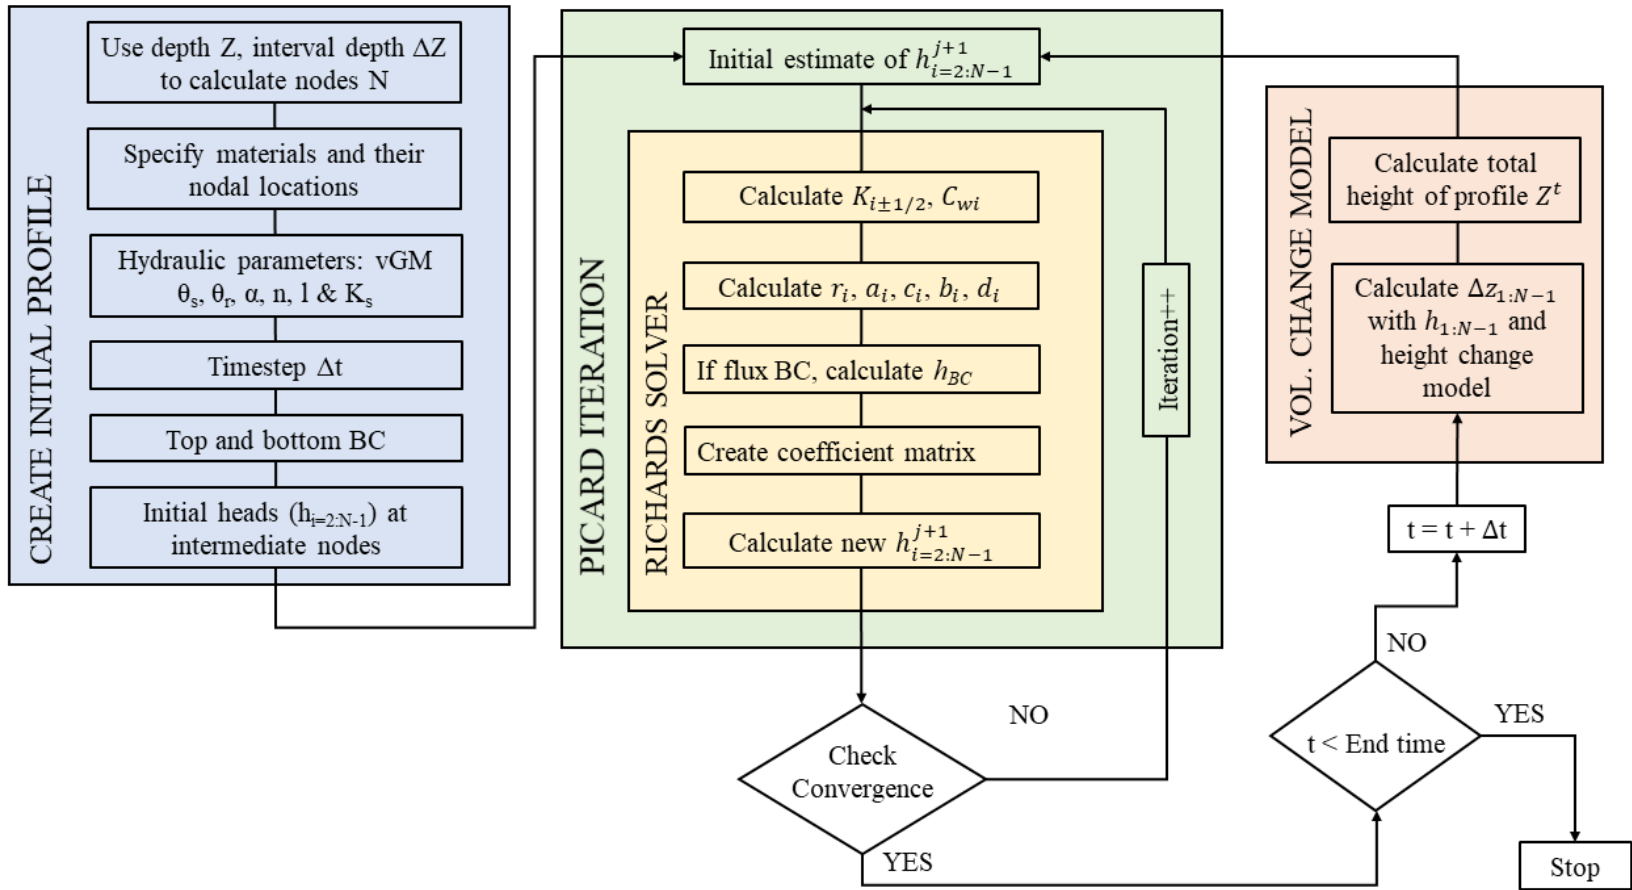 CREATE INITIAL PROFILE
Use depth Z, interval depth ΔZ
to calculate nodes N
Specify materials and their
nodal locations
Hydraulic parameters: vGM
θₛ, θᵣ, α, n, l & Kₛ
Timestep Δt
Top and bottom BC
Initial heads (h_{i=2:N-1}) at
intermediate nodes
PICARD ITERATION
Initial estimate of h_{i=2:N−1}^{j+1}
RICHARDS SOLVER
Calculate K_{i±1/2}, C_{wi}
Calculate r_i, a_i, c_i, b_i, d_i
If flux BC, calculate h_{BC}
Create coefficient matrix
Calculate new h_{i=2:N−1}^{j+1}
Iteration++
Check
Convergence
NO
YES
VOL. CHANGE MODEL
Calculate total
height of profile Z^t
Calculate Δz_{1:N−1}
with h_{1:N−1} and
height change
model
t = t + Δt
NO
t < End time
YES
Stop